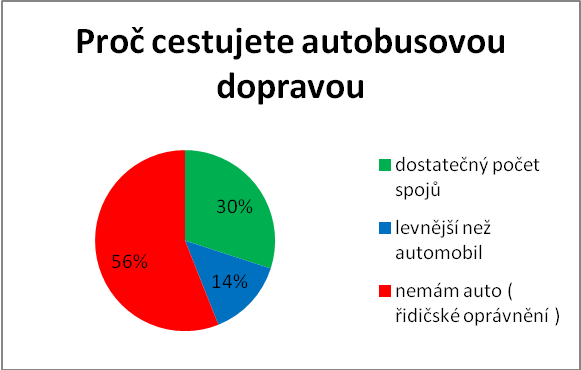 Proč cestujete autobusovou
dopravou
30%
14%
56%
dostatečný počet
spojů
levnější než
automobil
nemám auto (
řidičské oprávnění )